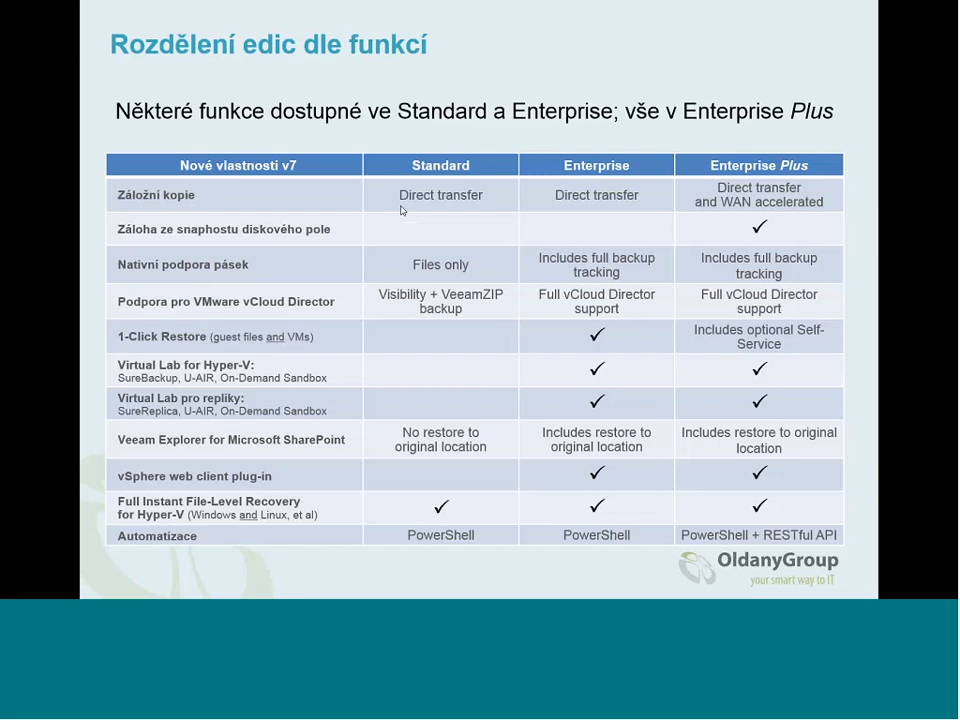 Rozdělení edic dle funkcí
Některé funkce dostupné ve Standard a Enterprise; vše v Enterprise Plus
Nové vlastnosti v7 Standard Enterprise Enterprise Plus
Záložní kopie Direct transfer Direct transfer Direct transfer
and WAN accelerated
Záloha ze snaphostu diskového pole ✓
Nativní podpora pásek Files only Includes full backup
tracking Includes full backup
tracking
Podpora pro VMware vCloud Director Visibility + VeeamZIP
backup Full vCloud Director
support Full vCloud Director
support
1-Click Restore (guest files and VMs) ✓ Includes optional Self-
Service
Virtual Lab for Hyper-V:
SureBackup, U-AIR, On-Demand Sandbox ✓ ✓
Virtual Lab pro repliky:
SureReplica, U-AIR, On-Demand Sandbox ✓ ✓
Veeam Explorer for Microsoft SharePoint No restore to
original location Includes restore to
original location Includes restore to original
location
vSphere web client plug-in ✓ ✓
Full Instant File-Level Recovery
for Hyper-V (Windows and Linux, et al) ✓ ✓ ✓
Automatizace PowerShell PowerShell PowerShell + RESTful API
OldanyGroup
your smart way to IT